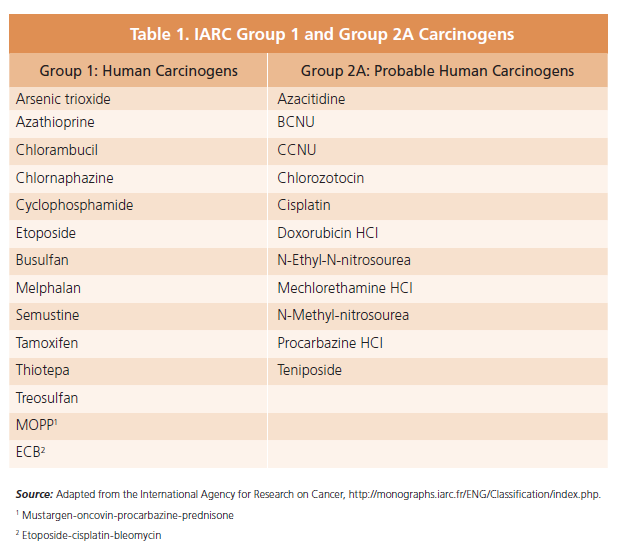 Table 1. IARC Group 1 and Group 2A Carcinogens
Group 1: Human Carcinogens Group 2A: Probable Human Carcinogens
Arsenic trioxide Azacitidine
Azathioprine BCNU
Chlorambucil CCNU
Chlornaphazine Chlorozotocin
Cyclophosphamide Cisplatin
Etoposide Doxorubicin HCl
Busulfan N-Ethyl-N-nitrosourea
Melphalan Mechlorethamine HCl
Semustine N-Methyl-nitrosourea
Tamoxifen Procarbazine HCl
Thiotepa Teniposide
Treosulfan
MOPP¹
ECB²
Source: Adapted from the International Agency for Research on Cancer, http://monographs.iarc.fr/ENG/Classification/index.php.
¹ Mustargen-oncovin-procarbazine-prednisone
² Etoposide-cisplatin-bleomycin